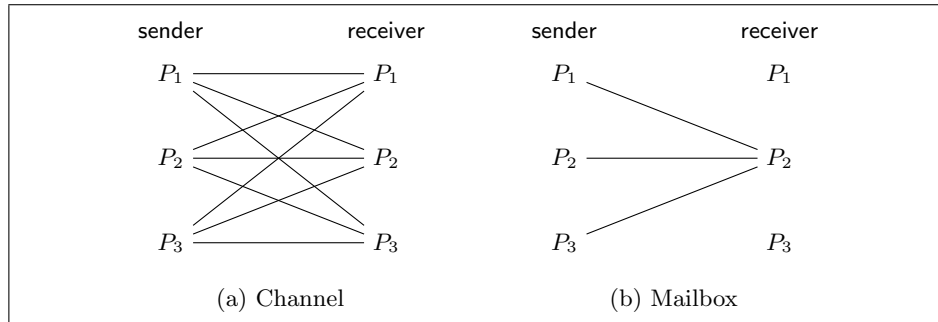 sender receiver sender receiver
P1 P1 P1 P1
P2 P2 P2 P2
P3 P3 P3 P3
(a) Channel (b) Mailbox